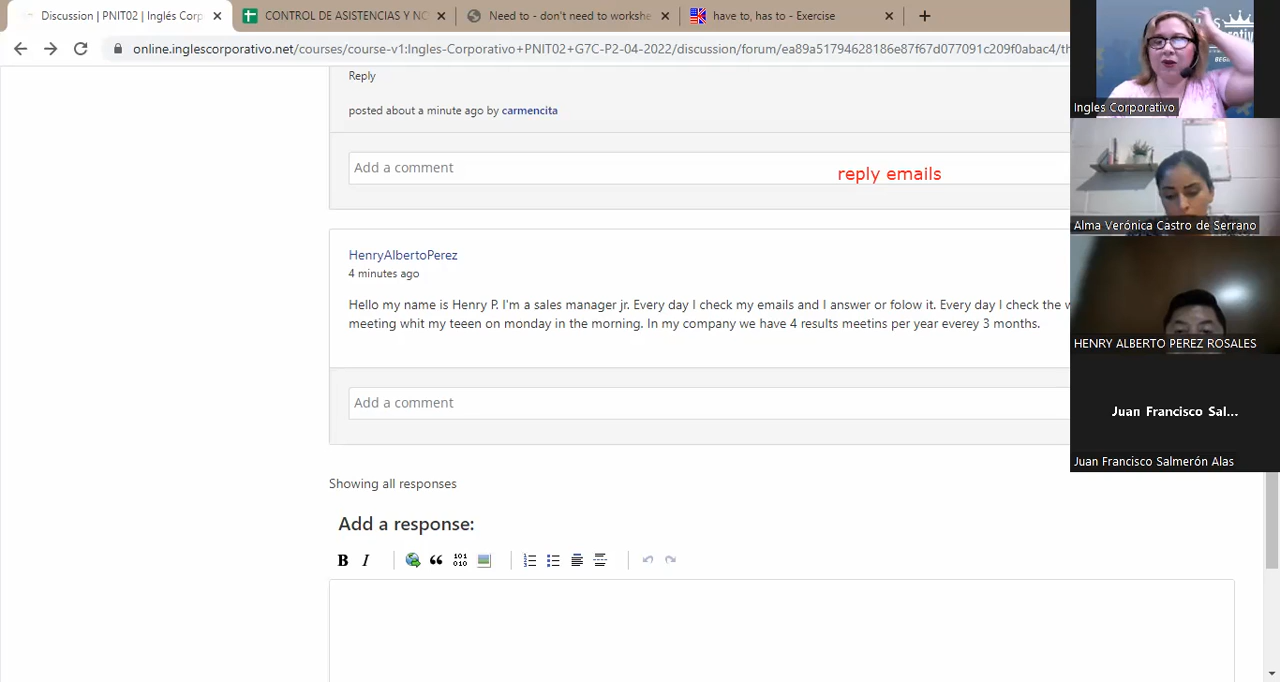 Discussion | PNIT02 | Inglés Corp
CONTROL DE ASISTENCIAS Y NO
Need to - don't need to workshe
have to, has to - Exercise
online.inglescorporativo.net/courses/course-v1:Ingles-Corporativo+PNIT02+G7C-P2-04-2022/discussion/forum/ea89a51794628186e87f67d077091c209f0abac4/th
Reply
posted about a minute ago by carmencita
Add a comment
reply emails
HenryAlbertoPerez
4 minutes ago
Hello my name is Henry P. I'm a sales manager jr. Every day I check my emails and I answer or folow it. Every day I check the w
meeting whit my teeen on monday in the morning. In my company we have 4 results meetins per year everey 3 months.
Add a comment
Showing all responses
Add a response:
B I
101
010
Ingles Corporativo
Alma Verónica Castro de Serrano
HENRY ALBERTO PEREZ ROSALES
Juan Francisco Sal...
Juan Francisco Salmerón Alas